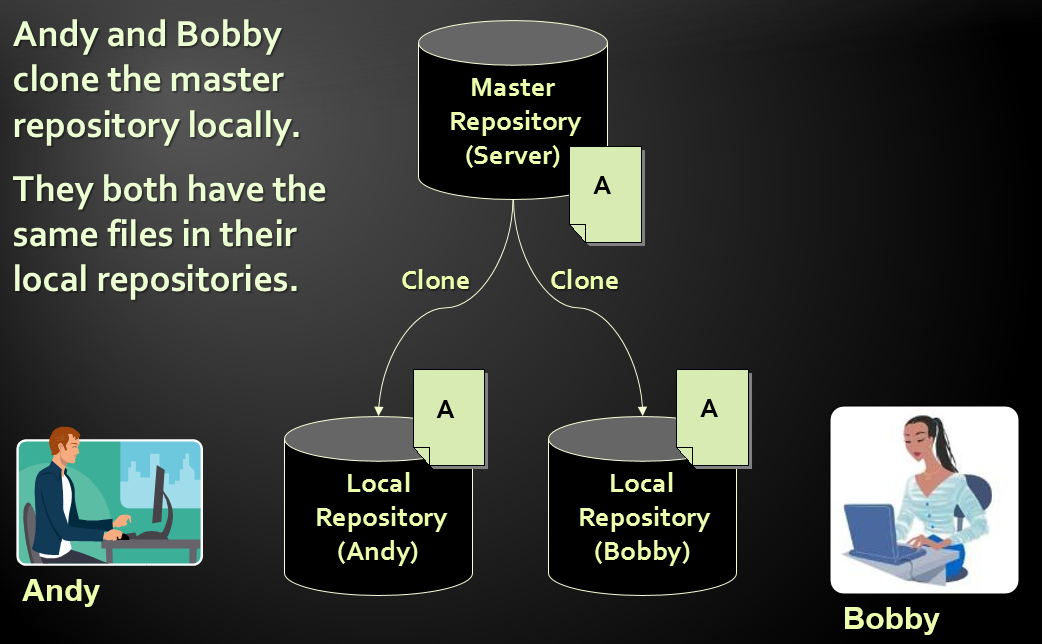 Andy and Bobby
clone the master
repository locally.
They both have the
same files in their
local repositories.
Master
Repository
(Server)
A
Clone
Clone
A
A
Local
Repository
(Andy)
Local
Repository
(Bobby)
Andy
Bobby